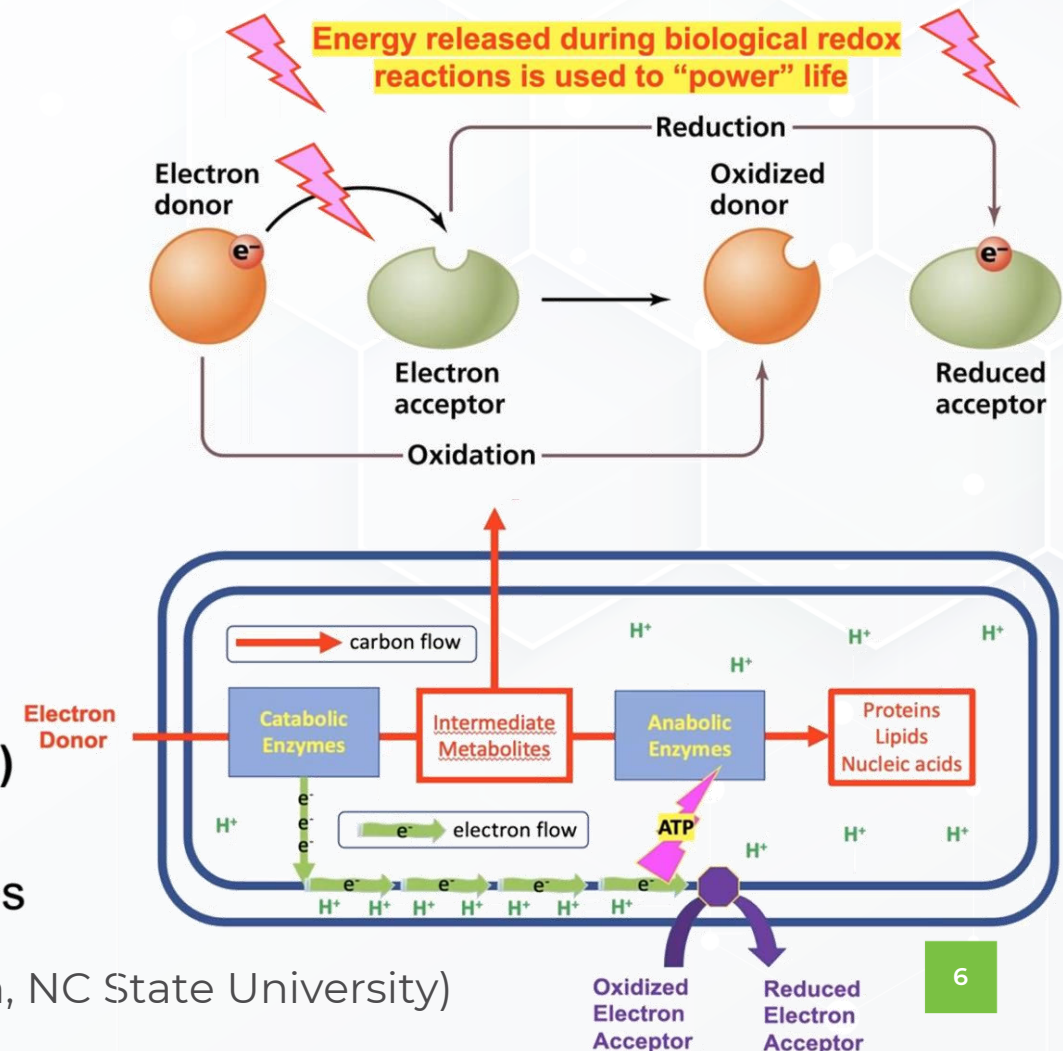 Energy released during biological redox
reactions is used to “power” life
Reduction
Electron
donor
Oxidized
donor
e⁻
e⁻
Electron
acceptor
Reduced
acceptor
Oxidation
carbon flow
H⁺
H⁺
H⁺
H⁺
Electron
Donor
Catabolic
Enzymes
Intermediate
Metabolites
Anabolic
Enzymes
Proteins
Lipids
Nucleic acids
)
e⁻
e⁻
e⁻
H⁺
e⁻ electron flow
ATP
H⁺
H⁺
H⁺
e⁻ e⁻ e⁻ e⁻
H⁺ H⁺ H⁺ H⁺ H⁺ H⁺ H⁺
s
Oxidized
Electron
Acceptor
Reduced
Electron
Acceptor
, NC State University)
6